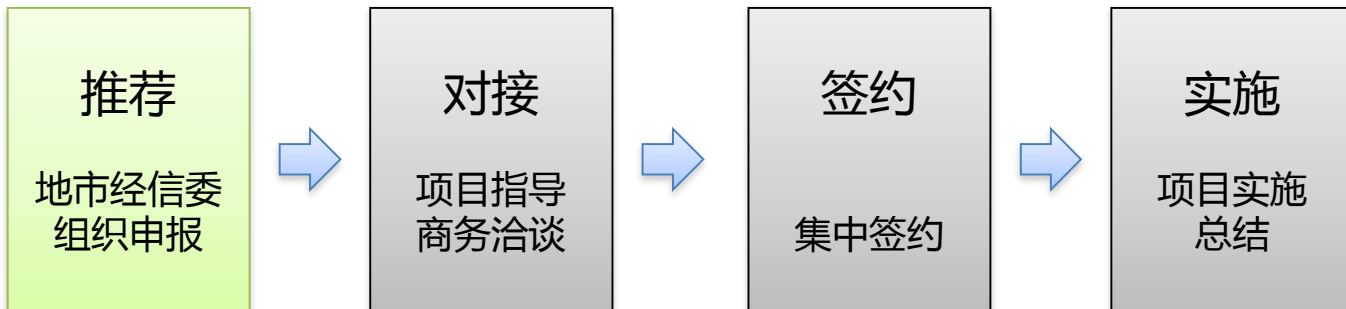 推荐
地市经信委
组织申报
对接
项目指导
商务洽谈
签约
集中签约
实施
项目实施
总结